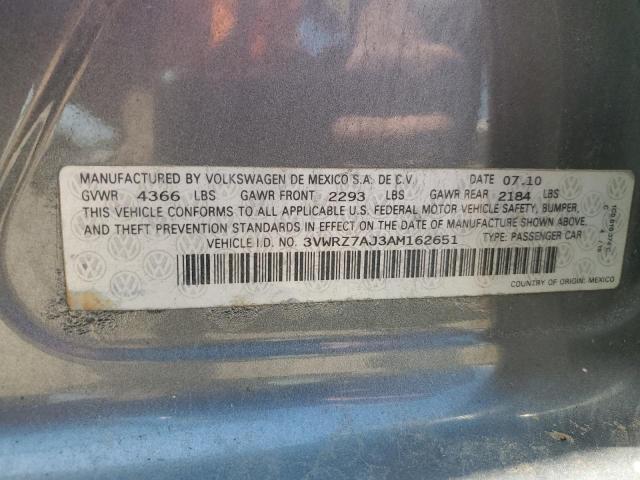 MANUFACTURED BY VOLKSWAGEN DE MEXICO S.A. DE C.V. DATE 07.10
GVWR 4366 LBS GAWR FRONT 2293 LBS GAWR REAR 2184 LBS
THIS VEHICLE CONFORMS TO ALL APPLICABLE U.S. FEDERAL MOTOR VEHICLE SAFETY, BUMPER,
AND THEFT PREVENTION STANDARDS IN EFFECT ON THE DATE OF MANUFACTURE SHOWN ABOVE.
VEHICLE I.D. NO. 3VWRZ7AJ3AM162651 TYPE: PASSENGER CAR
COUNTRY OF ORIGIN: MEXICO